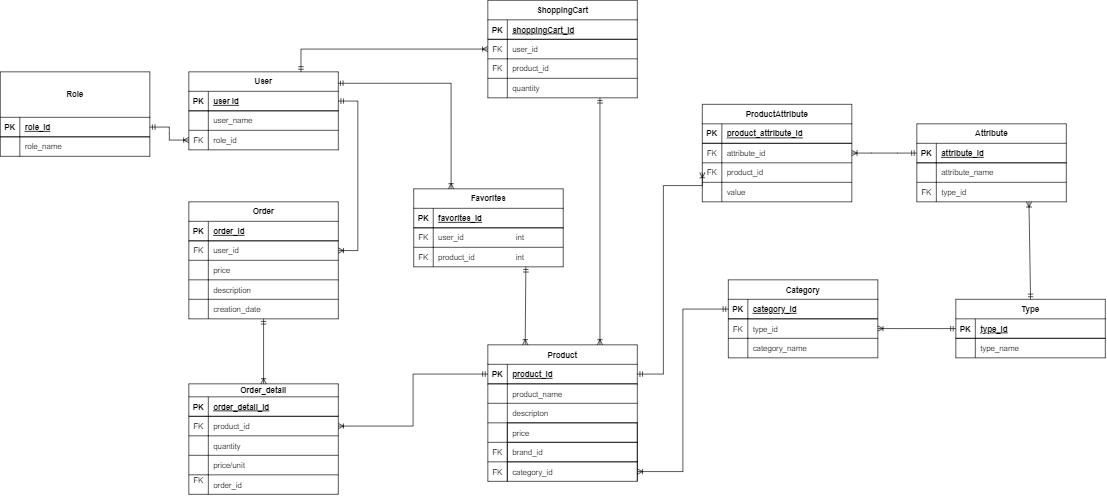 ShoppingCart
PK shoppingCart_id
FK user_id
FK product_id
quantity
Role
PK role_id
role_name
User
PK user id
user_name
FK role_id
ProductAttribute
PK product_attribute_id
FK attribute_id
FK product_id
value
Attribute
PK attribute_id
attribute_name
FK type_id
Favorites
PK favorites_id
FK user_id int
FK product_id int
Order
PK order_id
FK user_id
price
description
creation_date
Category
PK category_id
FK type_id
category_name
Type
PK type_id
type_name
Product
PK product_id
product_name
descripton
price
FK brand_id
FK category_id
Order_detail
PK order_detail_id
FK product_id
quantity
price/unit
FK order_id